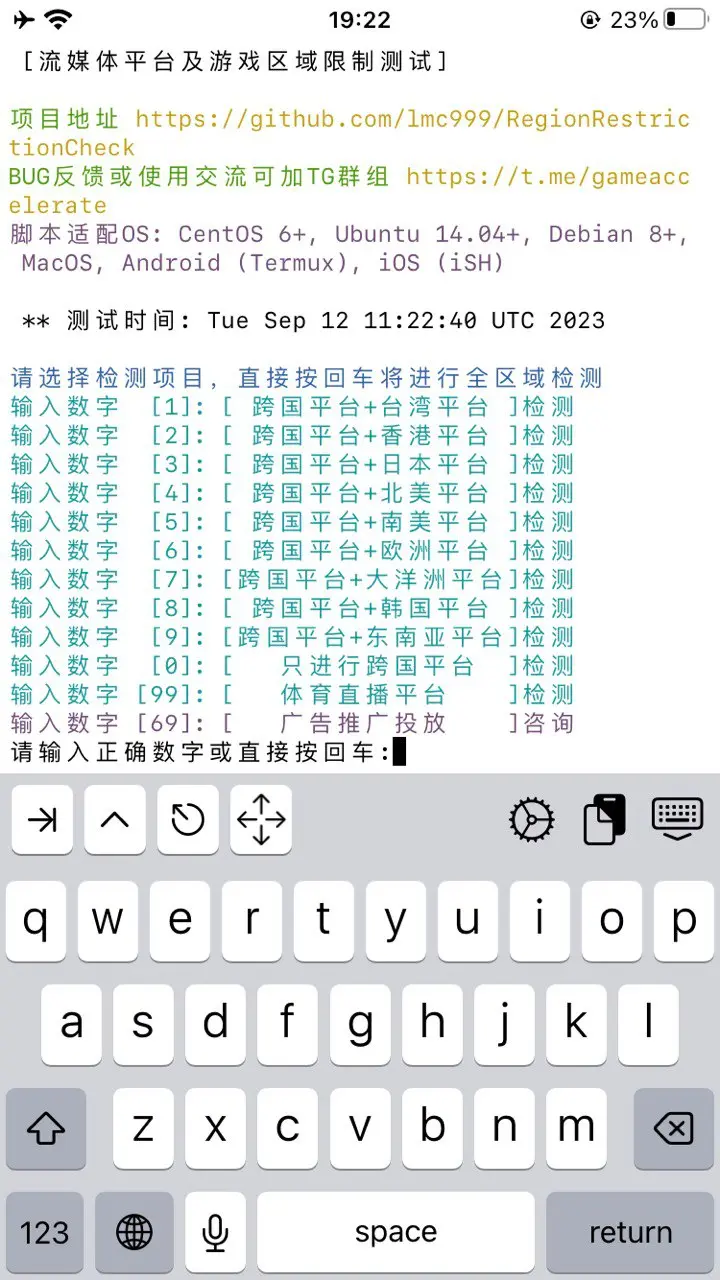 19:22
23%
[流媒体平台及游戏区域限制测试]
项目地址 https://github.com/lmc999/RegionRestric
tionCheck
BUG反馈或使用交流可加TG群组 https://t.me/gameacc
elerate
脚本适配OS: CentOS 6+, Ubuntu 14.04+, Debian 8+,
MacOS, Android (Termux), iOS (iSH)
** 测试时间: Tue Sep 12 11:22:40 UTC 2023
请选择检测项目，直接按回车将进行全区域检测
输入数字 [1]: [ 跨国平台+台湾平台 ]检测
输入数字 [2]: [ 跨国平台+香港平台 ]检测
输入数字 [3]: [ 跨国平台+日本平台 ]检测
输入数字 [4]: [ 跨国平台+北美平台 ]检测
输入数字 [5]: [ 跨国平台+南美平台 ]检测
输入数字 [6]: [ 跨国平台+欧洲平台 ]检测
输入数字 [7]: [跨国平台+大洋洲平台]检测
输入数字 [8]: [ 跨国平台+韩国平台 ]检测
输入数字 [9]: [跨国平台+东南亚平台]检测
输入数字 [0]: [ 只进行跨国平台 ]检测
输入数字 [99]: [ 体育直播平台 ]检测
输入数字 [69]: [ 广告推广投放 ]咨询
请输入正确数字或直接按回车:
q w e r t y u i o p
a s d f g h j k l
z x c v b n m
123 space return